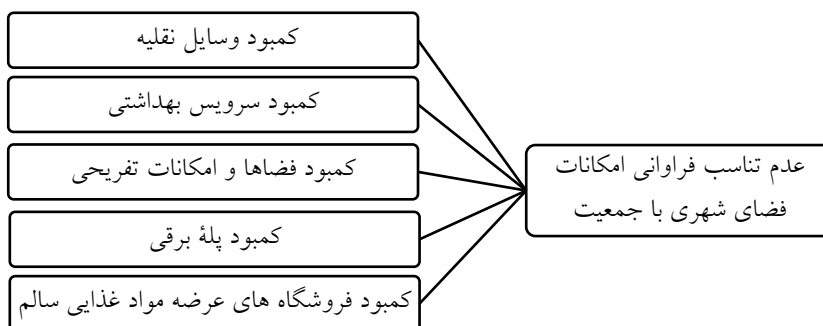 کمبود وسایل نقلیه
کمبود سرویس بهداشتی
عدم تناسب فراوانی امکانات
فضای شهری با جمعیت
کمبود فضاها و امکانات تفریحی
کمبود پلۀ برقی
کمبود فروشگاه های عرضه مواد غذایی سالم